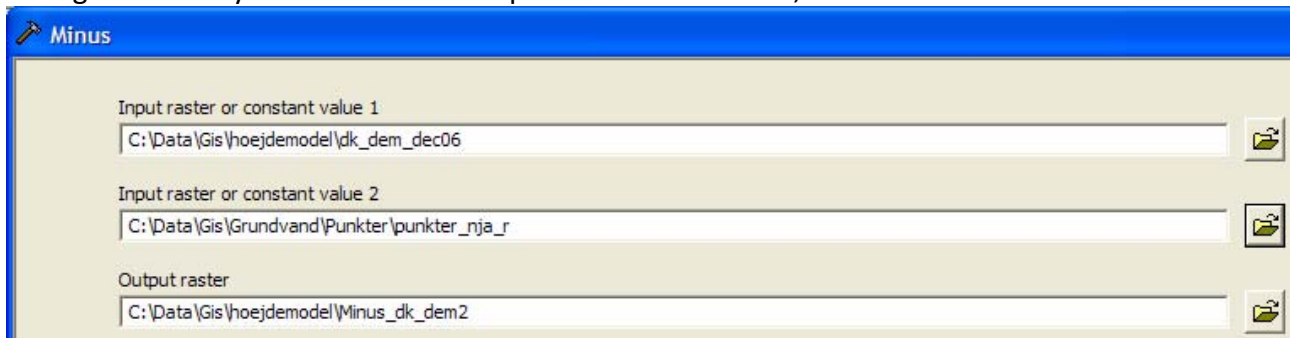 Minus
Input raster or constant value 1
C:\Data\Gis\hoejdemodel\dk_dem_dec06
Input raster or constant value 2
C:\Data\Gis\Grundvand\Punkter\punkter_nja_r
Output raster
C:\Data\Gis\hoejdemodel\Minus_dk_dem2